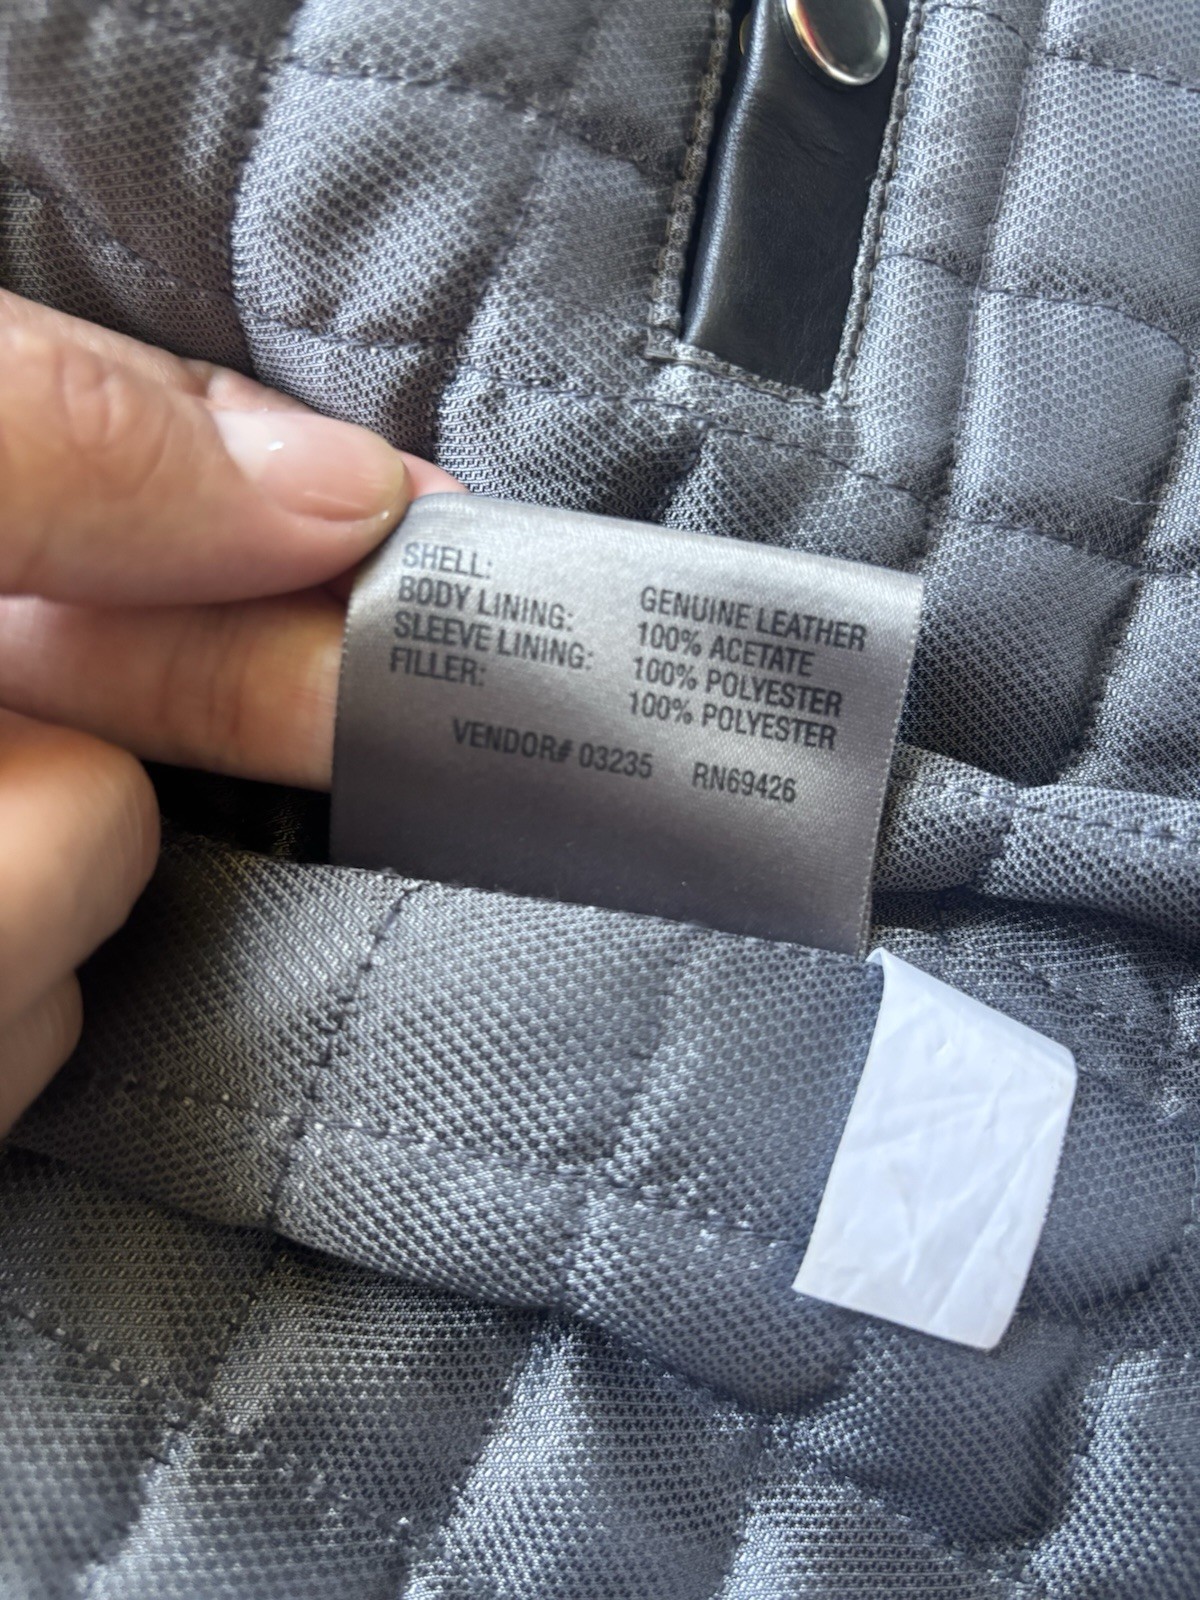 SHELL: GENUINE LEATHER
BODY LINING: 100% ACETATE
SLEEVE LINING: 100% POLYESTER
FILLER: 100% POLYESTER
VENDOR# 03235 RN69426